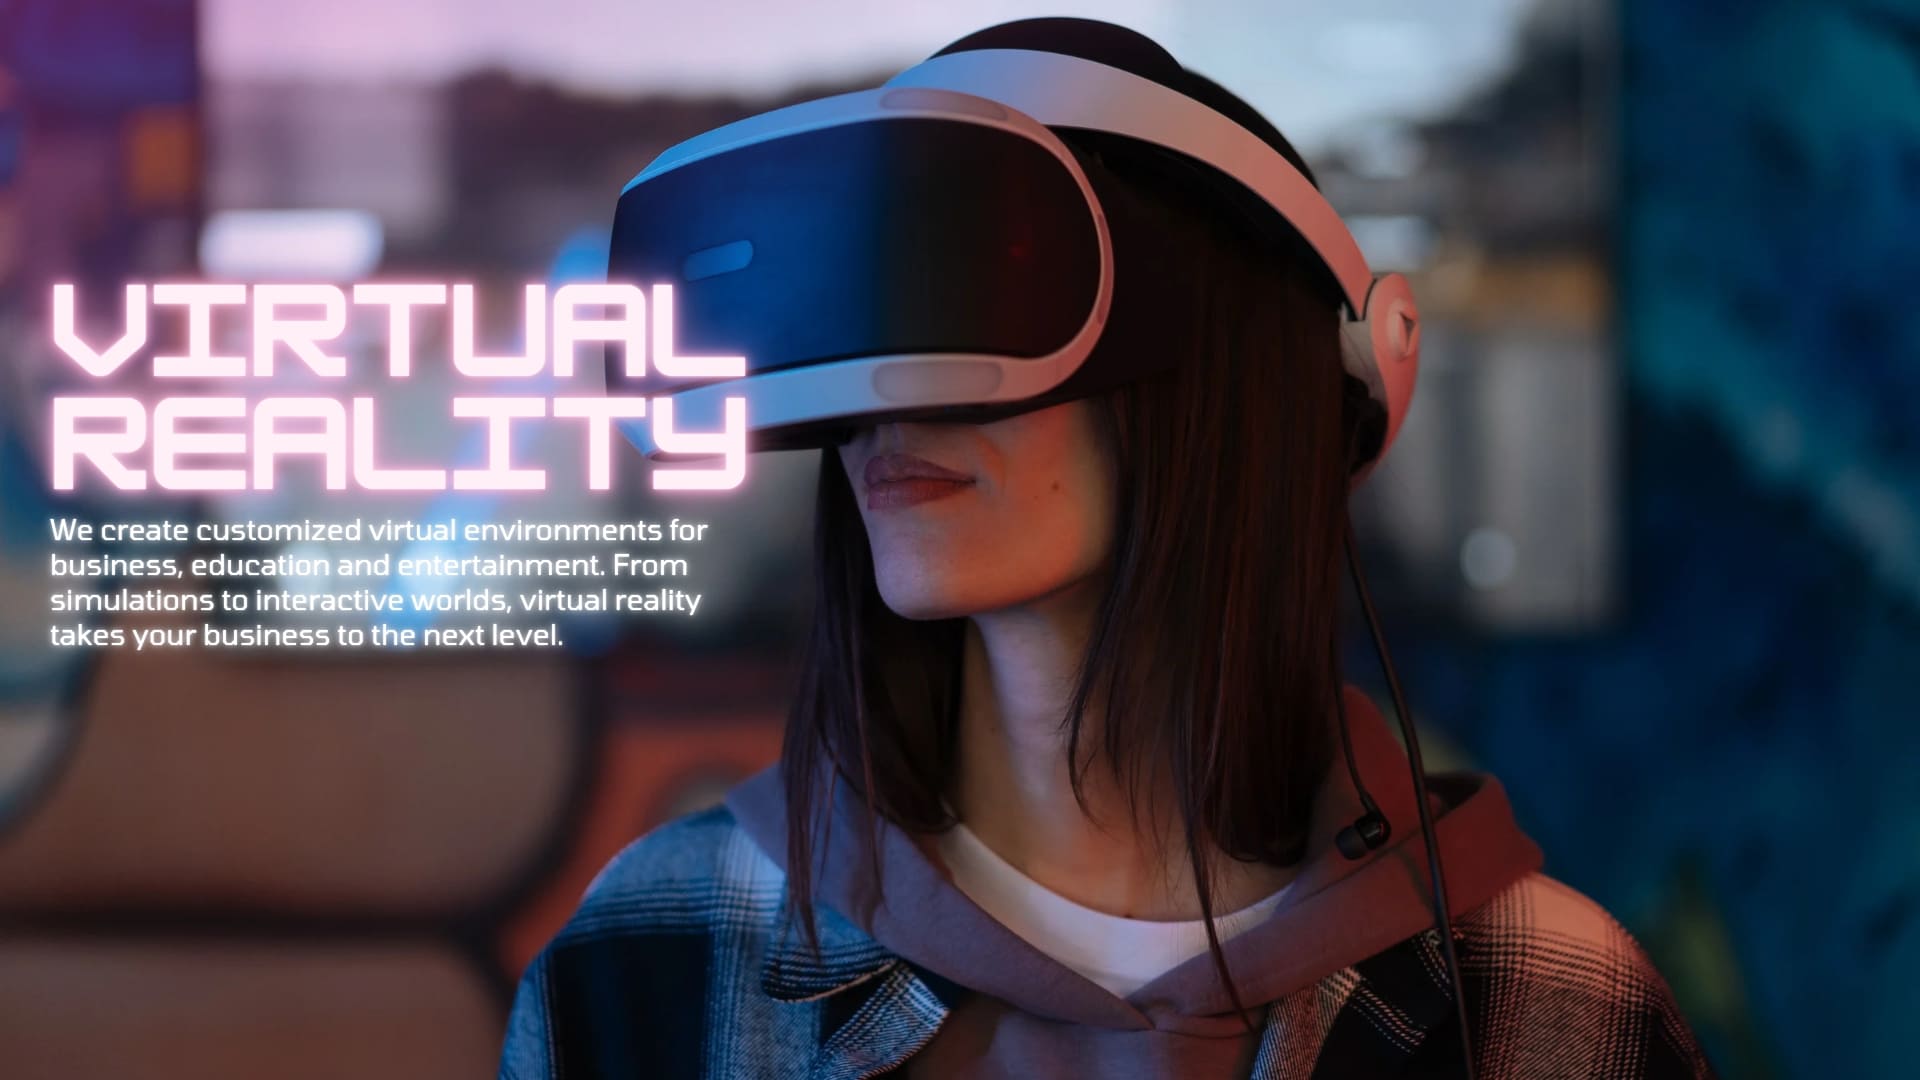 VIRTUAL
REALITY
We create customized virtual environments for
business, education and entertainment. From
simulations to interactive worlds, virtual reality
takes your business to the next level.